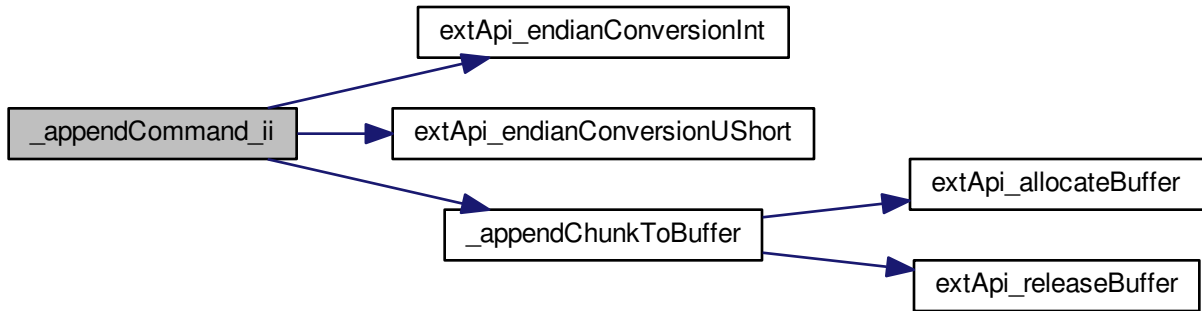 extApi_endianConversionInt
_appendCommand_ii
extApi_endianConversionUShort
extApi_allocateBuffer
_appendChunkToBuffer
extApi_releaseBuffer